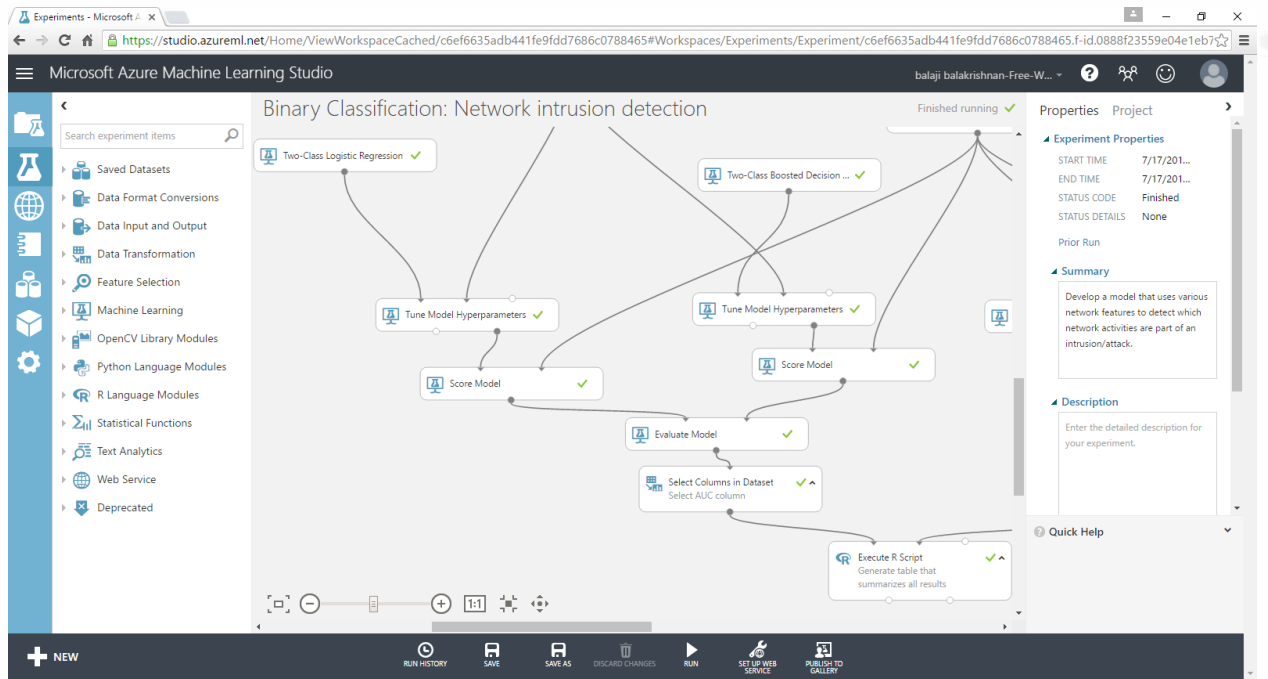 Experiments - Microsoft A
https://studio.azureml.net/Home/ViewWorkspaceCached/c6ef6635adb441fe9fdd7686c0788465#Workspaces/Experiments/Experiment/c6ef6635adb441fe9fdd7686c0788465.f-id.0888f23559e04e1eb7
Microsoft Azure Machine Learning Studio
balaji balakrishnan-Free-W...
?
Search experiment items
Saved Datasets
Data Format Conversions
Data Input and Output
Data Transformation
Feature Selection
Machine Learning
OpenCV Library Modules
Python Language Modules
R Language Modules
Statistical Functions
Text Analytics
Web Service
Deprecated
Binary Classification: Network intrusion detection
Finished running
Two-Class Logistic Regression
Two-Class Boosted Decision ...
Tune Model Hyperparameters
Tune Model Hyperparameters
Score Model
Score Model
Evaluate Model
Select Columns in Dataset
Select AUC column
Execute R Script
Generate table that
summarizes all results
1:1
Properties Project
Experiment Properties
START TIME 7/17/201...
END TIME 7/17/201...
STATUS CODE Finished
STATUS DETAILS None
Prior Run
Summary
Develop a model that uses various
network features to detect which
network activities are part of an
intrusion/attack.
Description
Enter the detailed description for
your experiment.
? Quick Help
NEW
RUN HISTORY
SAVE
SAVE AS
DISCARD CHANGES
RUN
SET UP WEB
SERVICE
PUBLISH TO
GALLERY